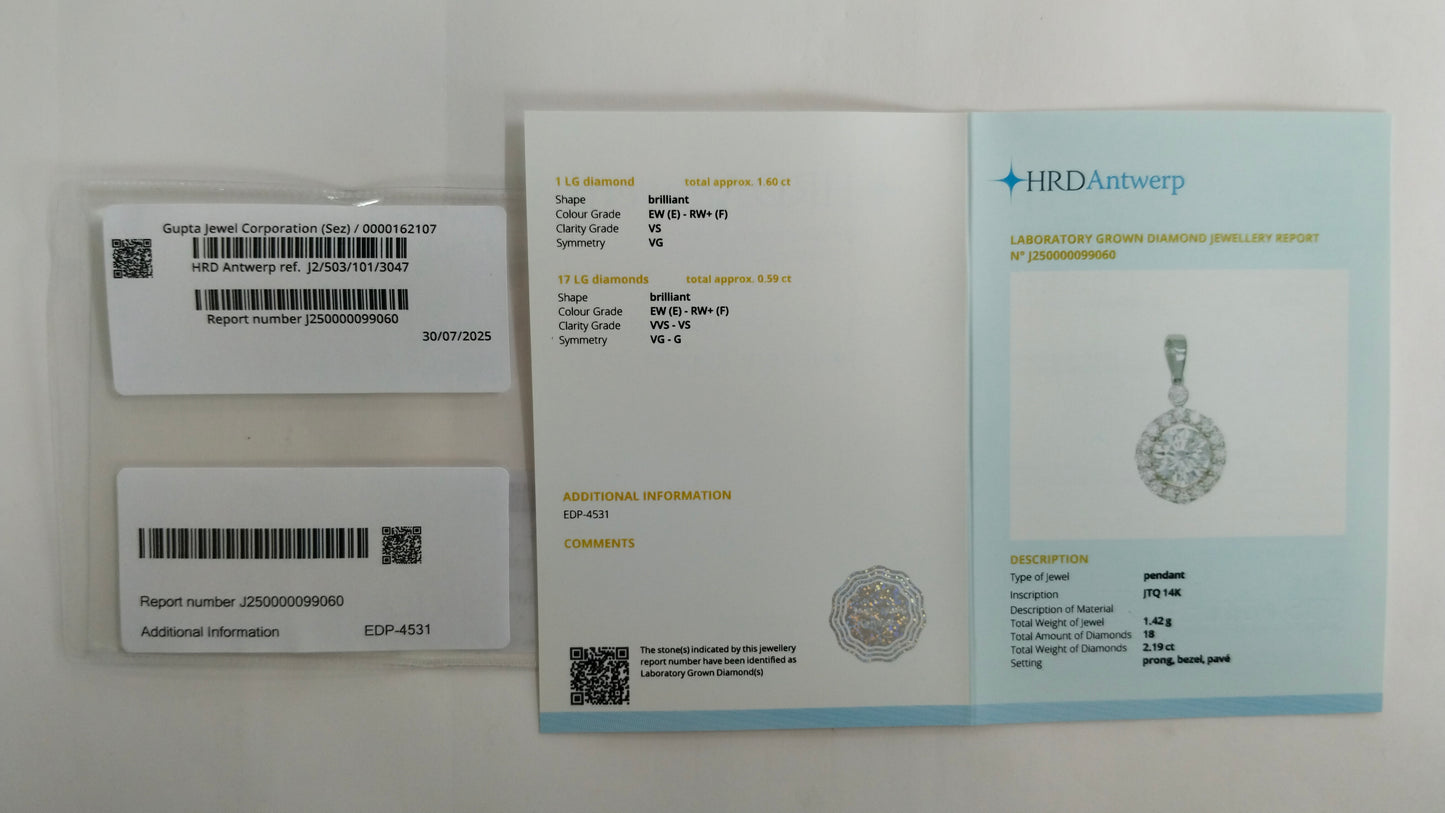 Gupta Jewel Corporation (Sez) / 0000162107
HRD Antwerp ref. J2/503/101/3047
Report number J250000099060
30/07/2025
Report number J250000099060
Additional Information EDP-4531
1 LG diamond total approx. 1.60 ct
Shape brilliant
Colour Grade EW (E) - RW+ (F)
Clarity Grade VS
Symmetry VG
17 LG diamonds total approx. 0.59 ct
Shape brilliant
Colour Grade EW (E) - RW+ (F)
Clarity Grade VVS - VS
Symmetry VG - G
ADDITIONAL INFORMATION
EDP-4531
COMMENTS
The stone(s) indicated by this jewellery
report number have been identified as
Laboratory Grown Diamond(s)
HRDAntwerp
LABORATORY GROWN DIAMOND JEWELLERY REPORT
N° J250000099060
DESCRIPTION
Type of Jewel pendant
Inscription JTQ 14K
Description of Material
Total Weight of Jewel 1.42 g
Total Amount of Diamonds 18
Total Weight of Diamonds 2.19 ct
Setting prong, bezel, pavé